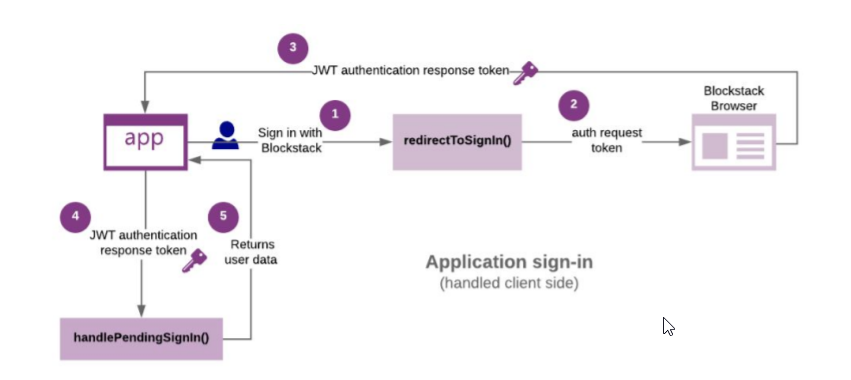 3
JWT authentication response token
Blockstack
Browser
1
2
app
Sign in with
Blockstack
redirectToSignIn()
auth request
token
4
5
JWT authentication
response token
Returns
user data
Application sign-in
(handled client side)
handlePendingSignIn()